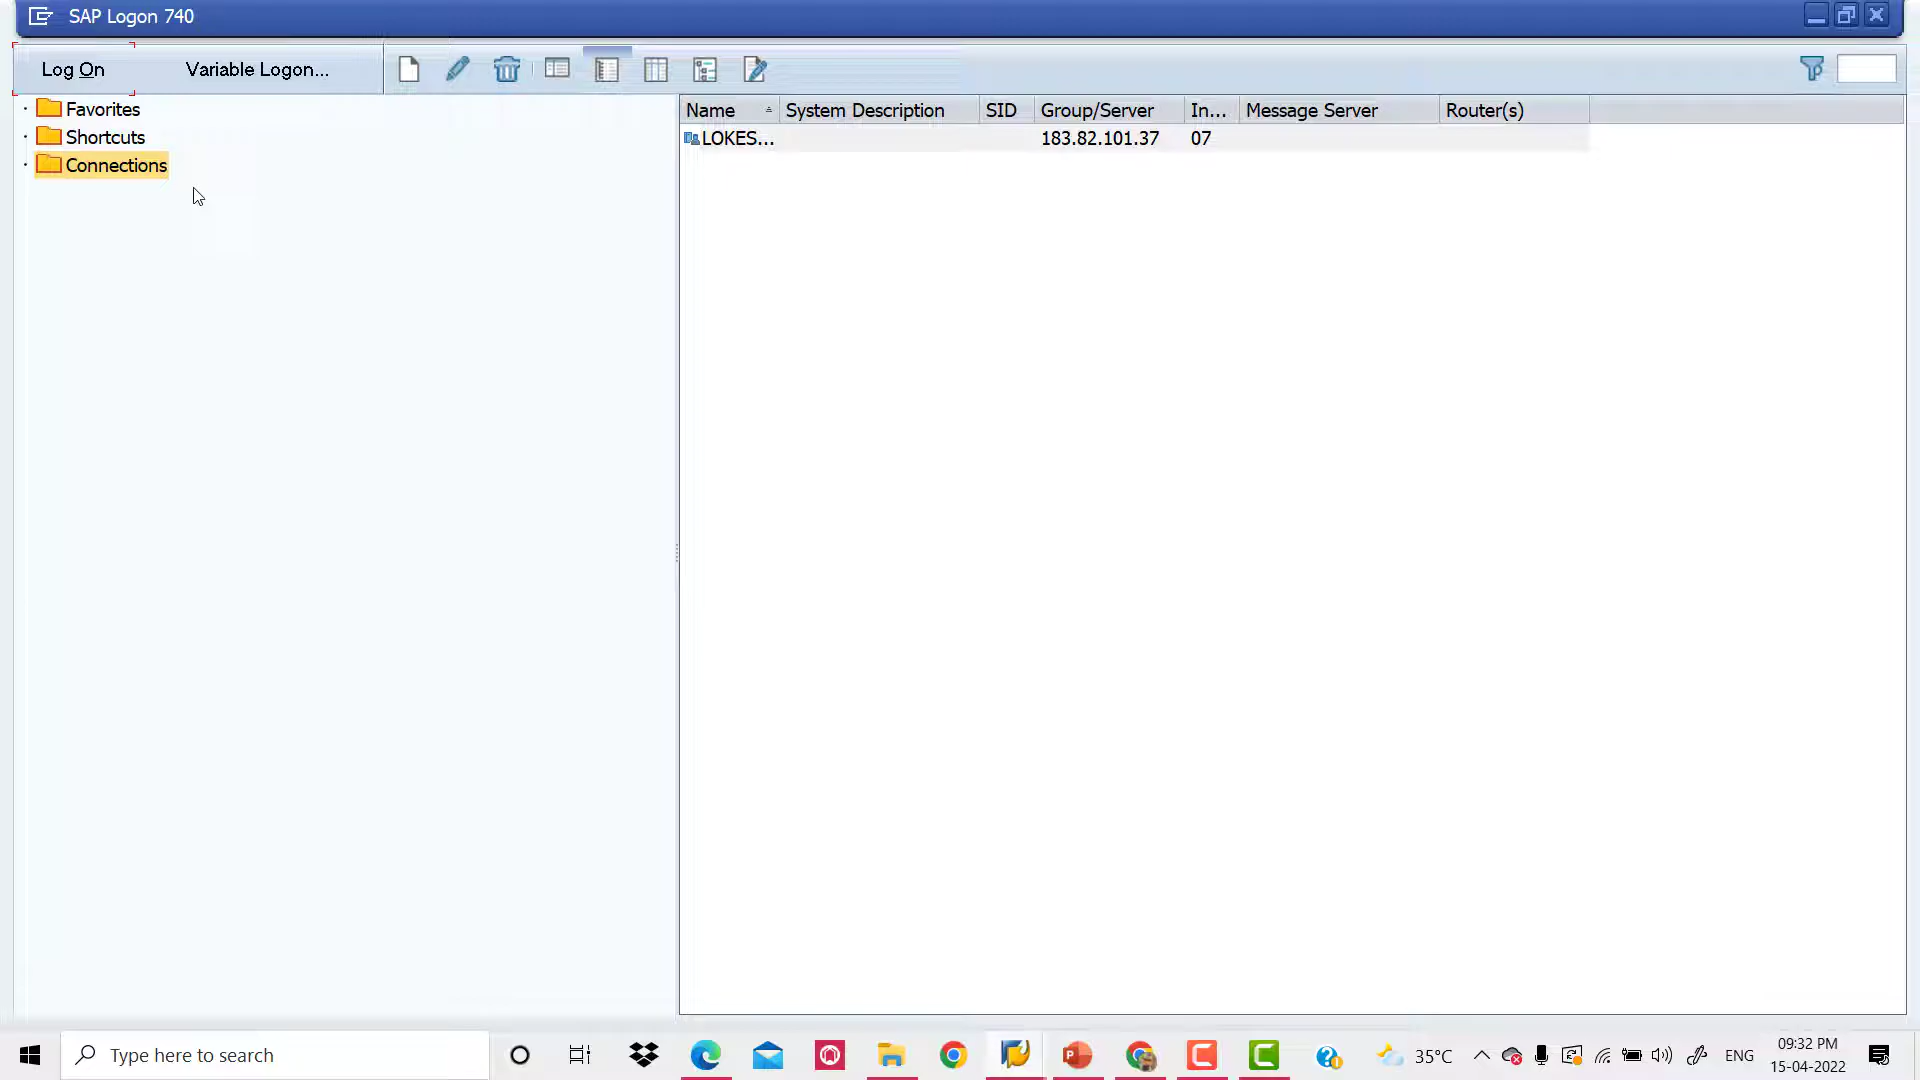 SAP Logon 740
Log On Variable Logon...
Favorites
Shortcuts
Connections
Name System Description SID Group/Server In... Message Server Router(s)
LOKES... 183.82.101.37 07
Type here to search
35°C
ENG
09:32 PM
15-04-2022